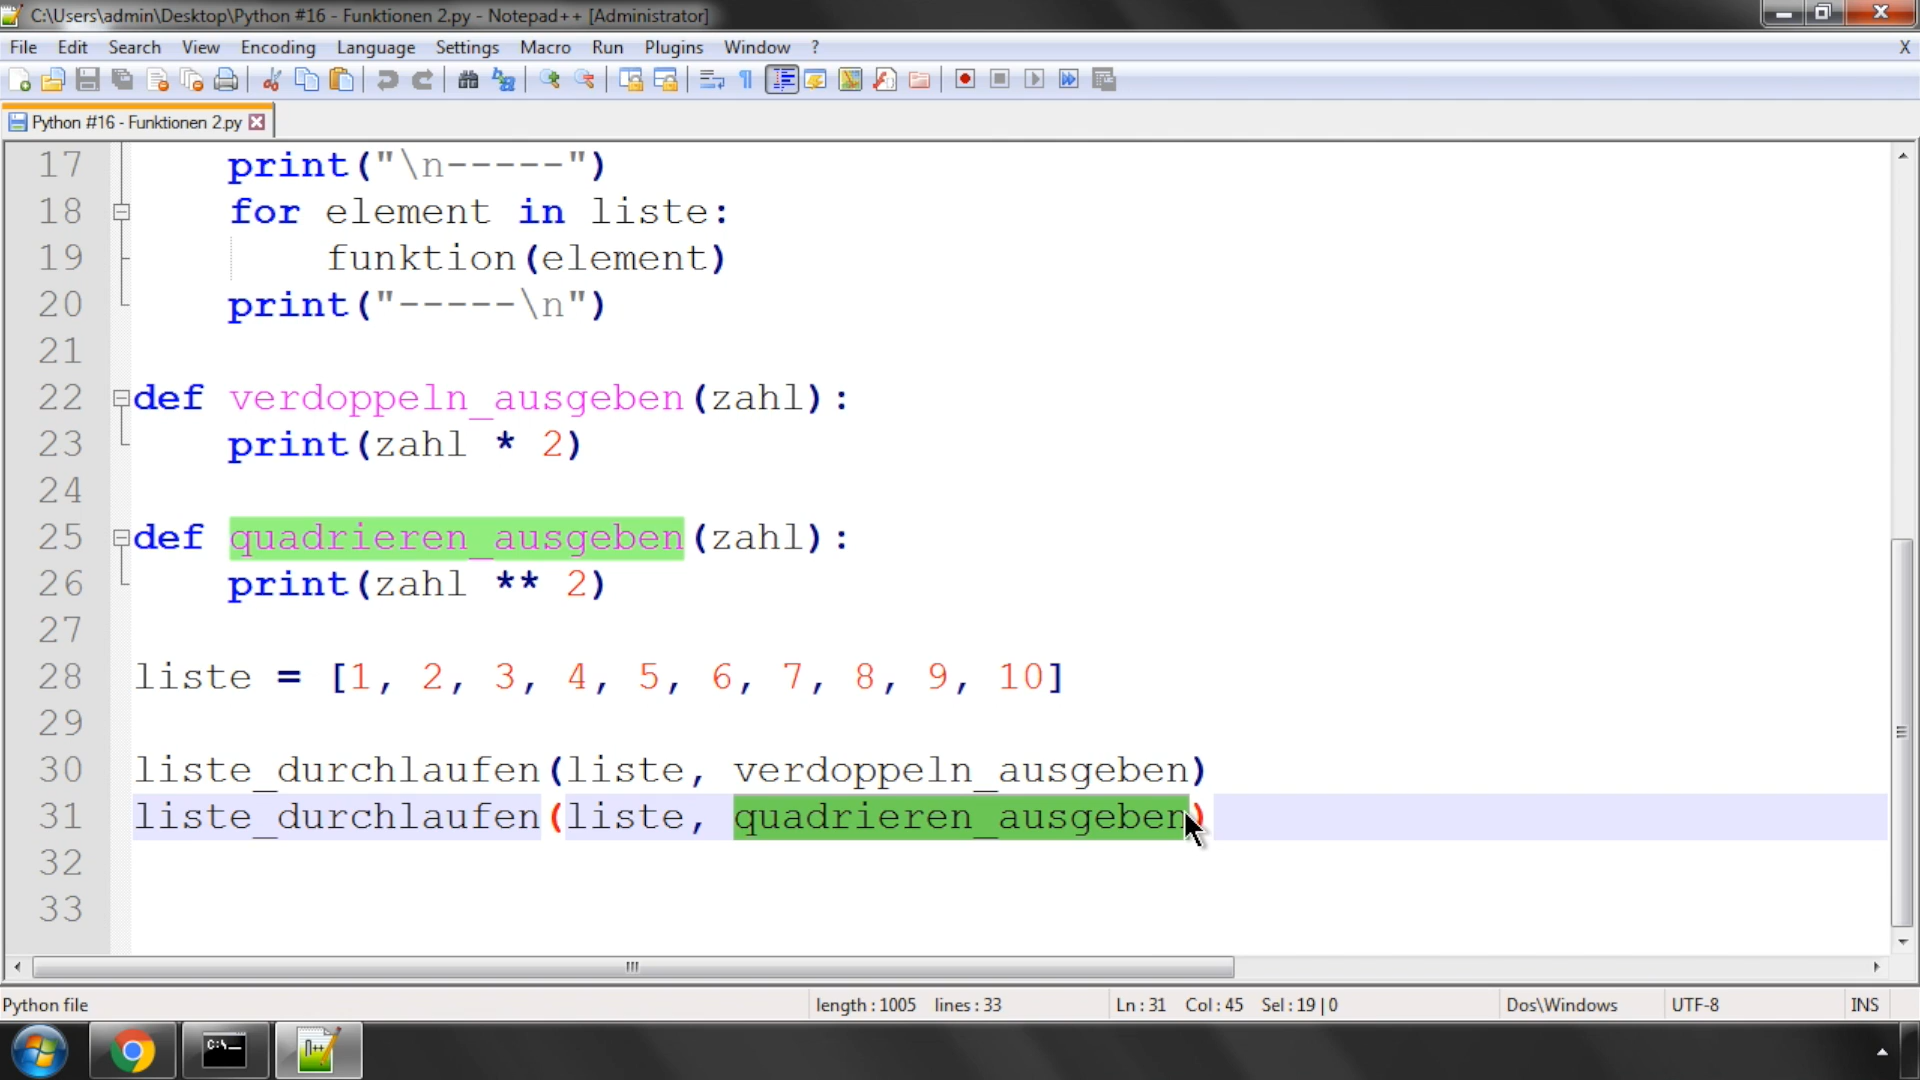 C:\Users\admin\Desktop\Python #16 - Funktionen 2.py - Notepad++ [Administrator]
File Edit Search View Encoding Language Settings Macro Run Plugins Window ? X
Python #16 - Funktionen 2.py
17 print("\n-----")
18 for element in liste:
19 funktion(element)
20 print("-----\n")
21
22 def verdoppeln_ausgeben(zahl):
23 print(zahl * 2)
24
25 def quadrieren_ausgeben(zahl):
26 print(zahl ** 2)
27
28 liste = [1, 2, 3, 4, 5, 6, 7, 8, 9, 10]
29
30 liste_durchlaufen(liste, verdoppeln_ausgeben)
31 liste_durchlaufen(liste, quadrieren_ausgeben)
32
33
Python file length : 1005 lines : 33 Ln : 31 Col : 45 Sel : 19 | 0 Dos\Windows UTF-8 INS
C:\._